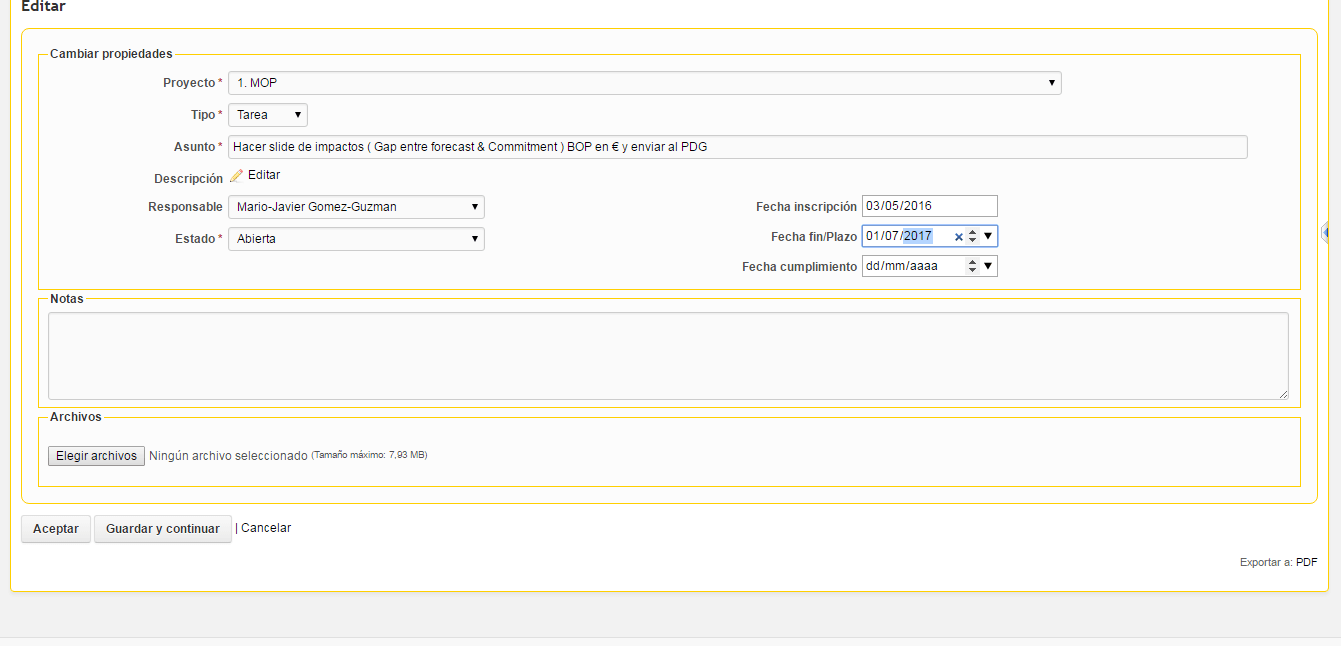 Editar
Cambiar propiedades
Proyecto * 1. MOP
Tipo * Tarea
Asunto * Hacer slide de impactos ( Gap entre forecast & Commitment ) BOP en € y enviar al PDG
Descripción Editar
Responsable Mario-Javier Gomez-Guzman Fecha inscripción 03/05/2016
Estado * Abierta Fecha fin/Plazo 01/07/2017
Fecha cumplimiento dd/mm/aaaa
Notas
Archivos
Elegir archivos Ningún archivo seleccionado (Tamaño máximo: 7,93 MB)
Aceptar Guardar y continuar | Cancelar
Exportar a: PDF